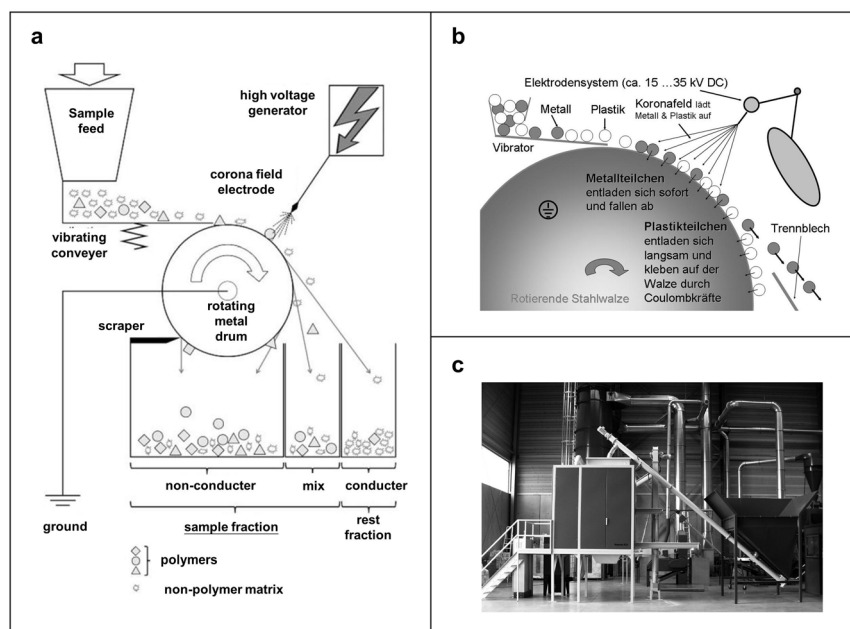 a
Sample
feed
high voltage
generator
corona field
electrode
vibrating
conveyer
rotating
metal
drum
scraper
non-conducter
mix
conducter
ground
sample fraction
rest
fraction
polymers
non-polymer matrix
b
Elektrodensystem (ca. 15 ...35 kV DC)
Metall
Plastik
Koronafeld lädt
Metall & Plastik auf
Vibrator
Metallteilchen
entladen sich sofort
und fallen ab
Plastikteilchen
entladen sich
langsam und
kleben auf der
Walze durch
Coulombkräfte
Trennblech
Rotierende Stahlwalze
c